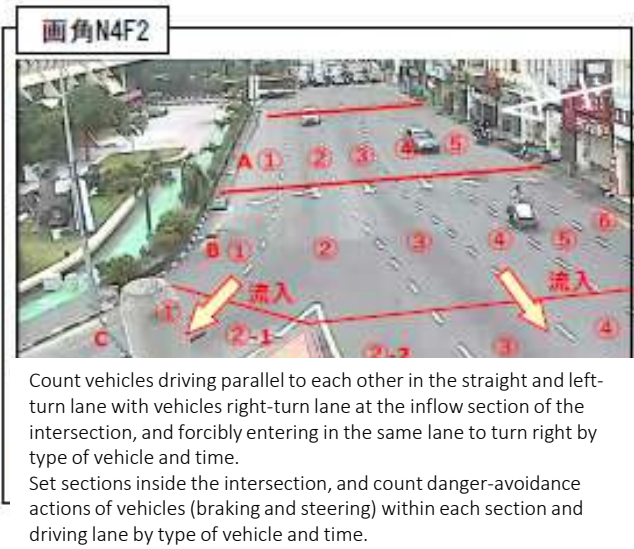 画角N4F2
A ① ② ③ ④ ⑤
B ① ② ③ ④ ⑤ ⑥
流入 流入
C ① ②-1 ②-2 ③ ④
Count vehicles driving parallel to each other in the straight and left-
turn lane with vehicles right-turn lane at the inflow section of the
intersection, and forcibly entering in the same lane to turn right by
type of vehicle and time.
Set sections inside the intersection, and count danger-avoidance
actions of vehicles (braking and steering) within each section and
driving lane by type of vehicle and time.